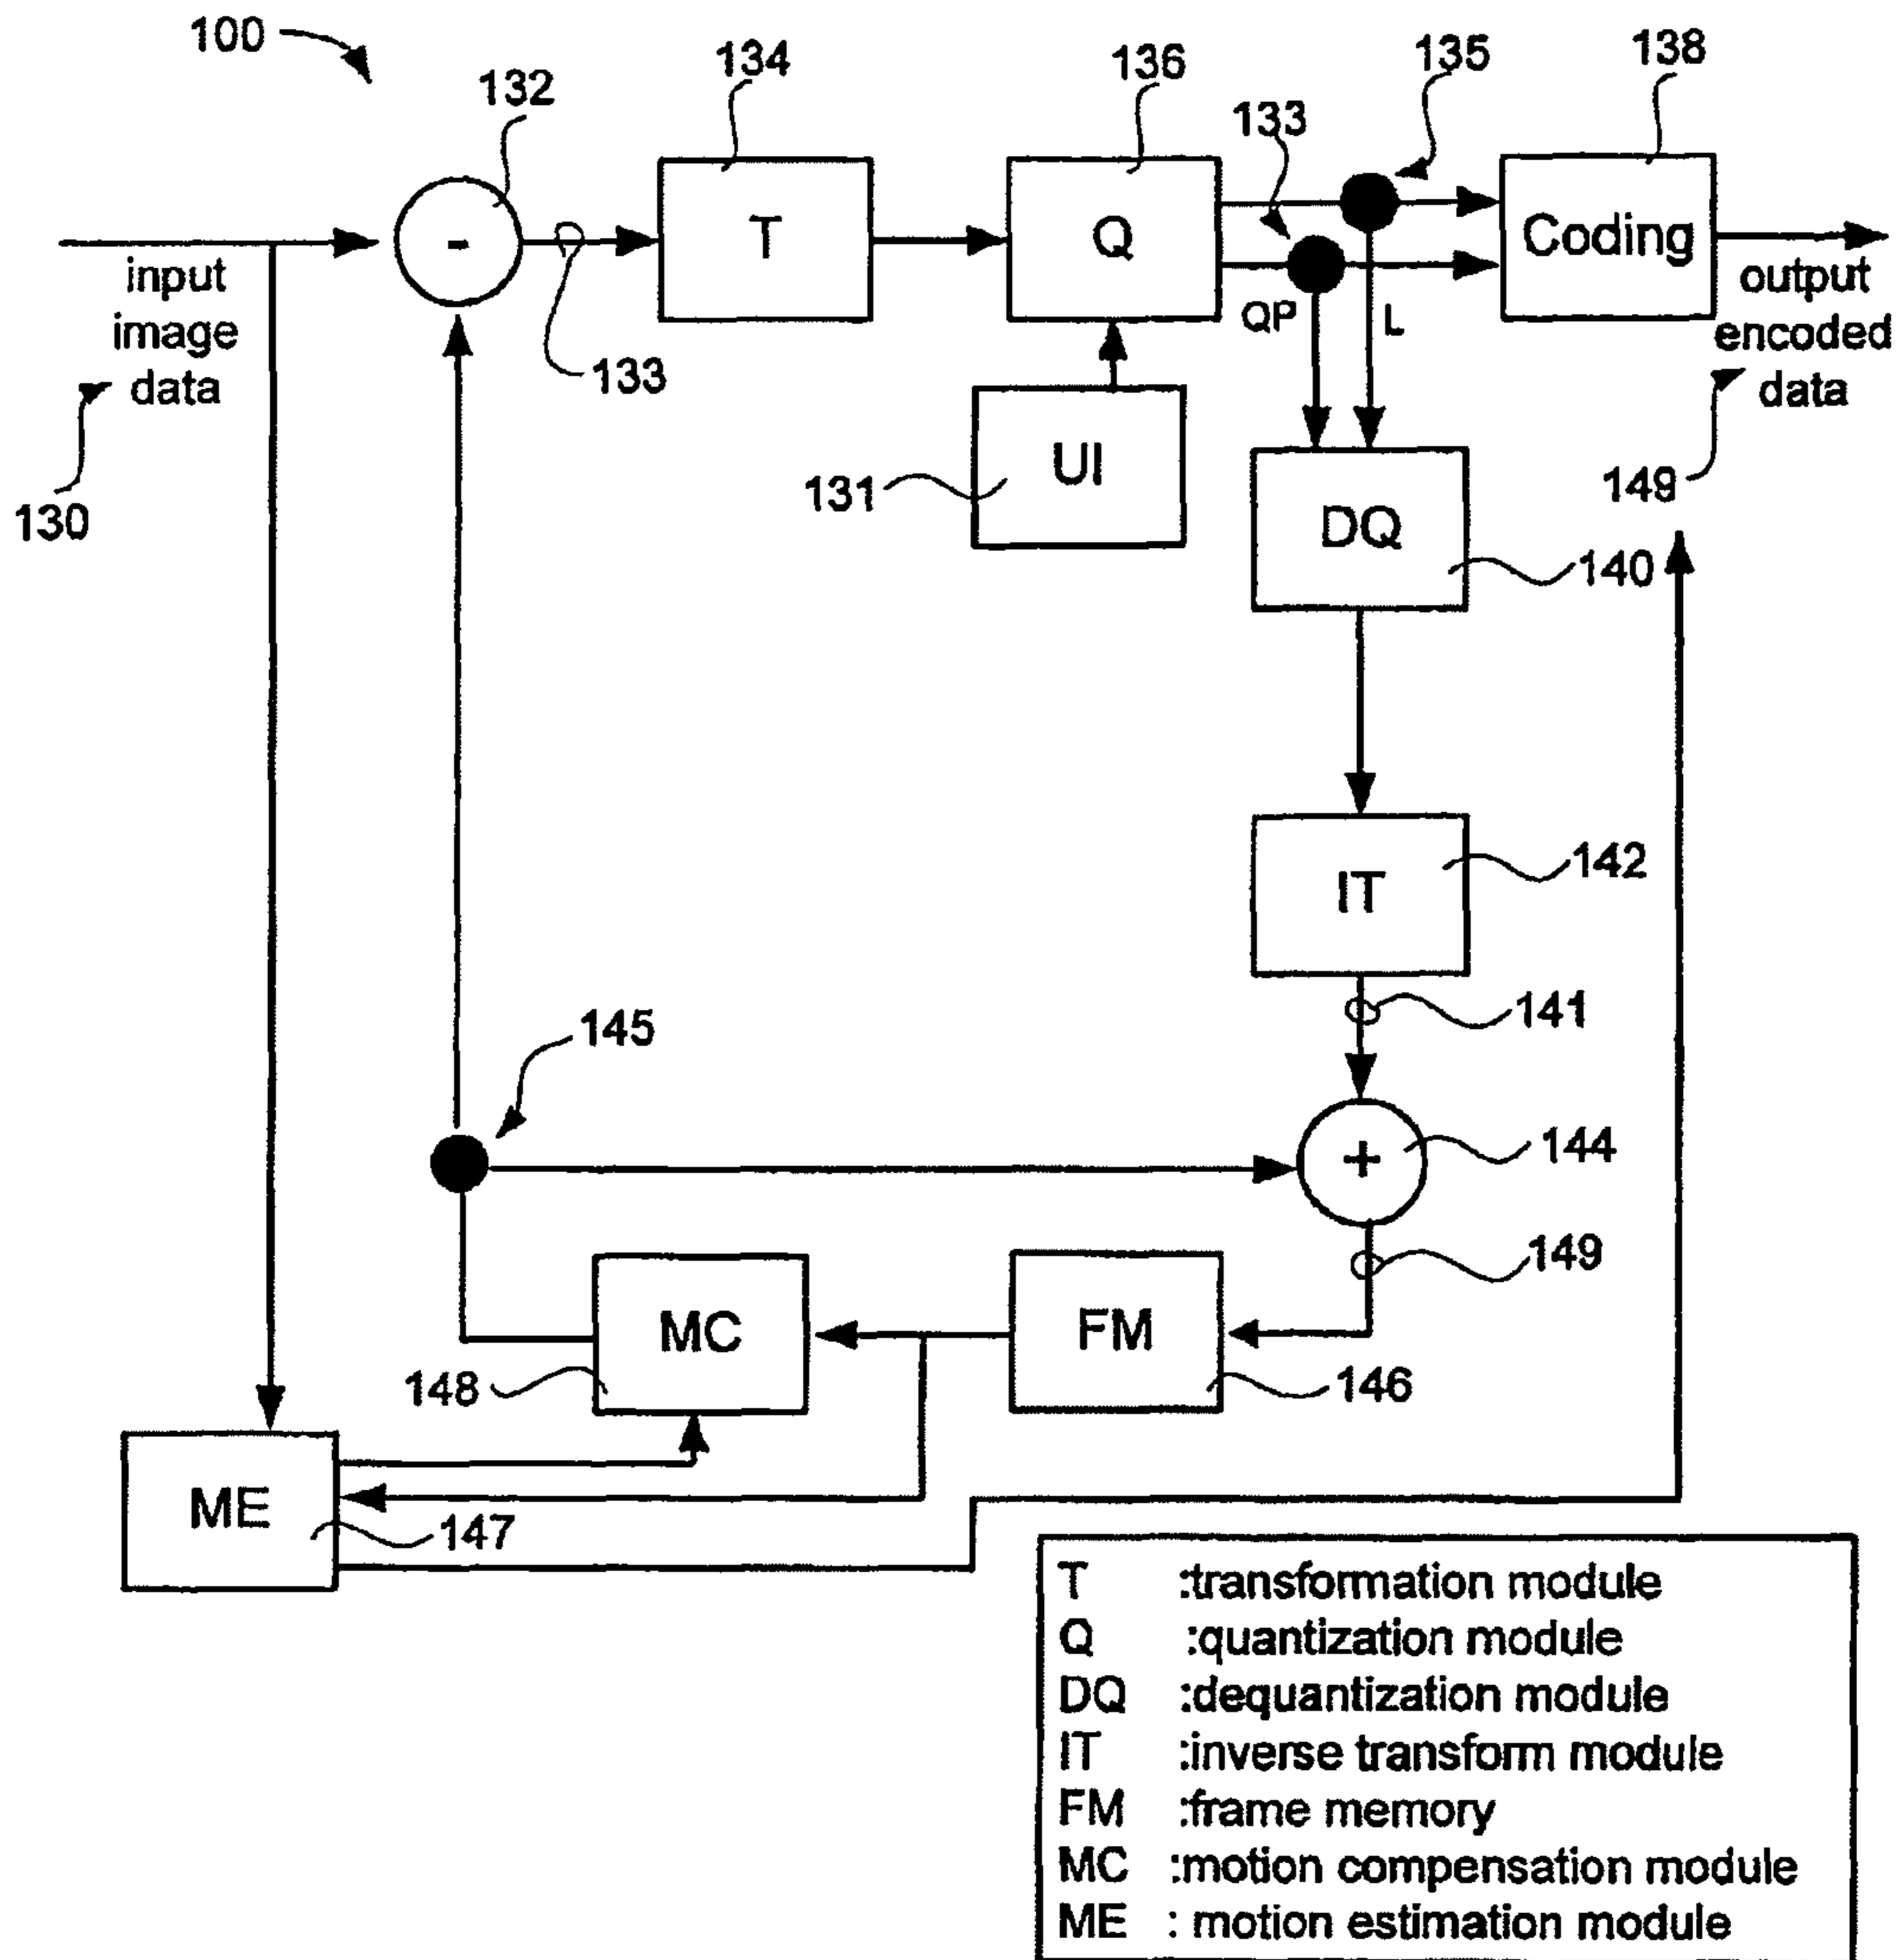 100
132
134
136
133
135
138
T
Q
Coding
-
input
image
data
130
133
QP
L
output
encoded
data
149
UI
131
DQ
140
IT
142
141
145
+
144
149
MC
148
FM
146
ME
147
T :transformation module
Q :quantization module
DQ :dequantization module
IT :inverse transform module
FM :frame memory
MC :motion compensation module
ME : motion estimation module